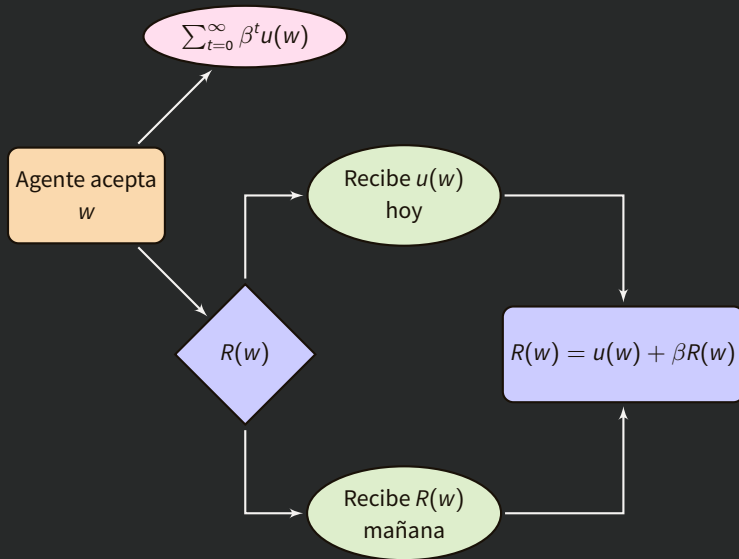 ∑_{t=0}^{∞} β^t u(w)
Agente acepta
w
Recibe u(w)
hoy
R(w)
R(w) = u(w) + βR(w)
Recibe R(w)
mañana